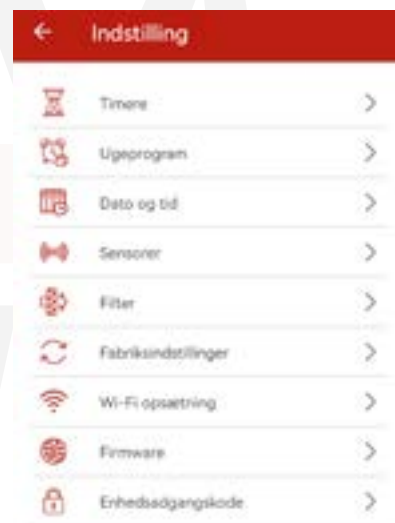 Indstilling
Timere
Ugeprogram
Dato og tid
Sensorer
Filter
Fabriksindstillinger
Wi-Fi opsætning
Firmware
Enhedsadgangskode